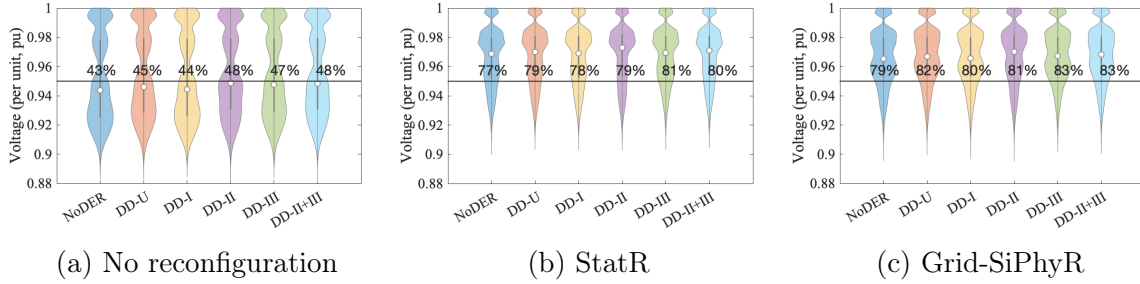 Voltage (per unit, pu)
1
0.98
0.96
0.94
0.92
0.9
0.88
43%
45%
44%
48%
47%
48%
NoDER
DD-U
DD-I
DD-II
DD-III
DD-II+III
(a) No reconfiguration
Voltage (per unit, pu)
1
0.98
0.96
0.94
0.92
0.9
0.88
77%
79%
78%
79%
81%
80%
NoDER
DD-U
DD-I
DD-II
DD-III
DD-II+III
(b) StatR
Voltage (per unit, pu)
1
0.98
0.96
0.94
0.92
0.9
0.88
79%
82%
80%
81%
83%
83%
NoDER
DD-U
DD-I
DD-II
DD-III
DD-II+III
(c) Grid-SiPhyR